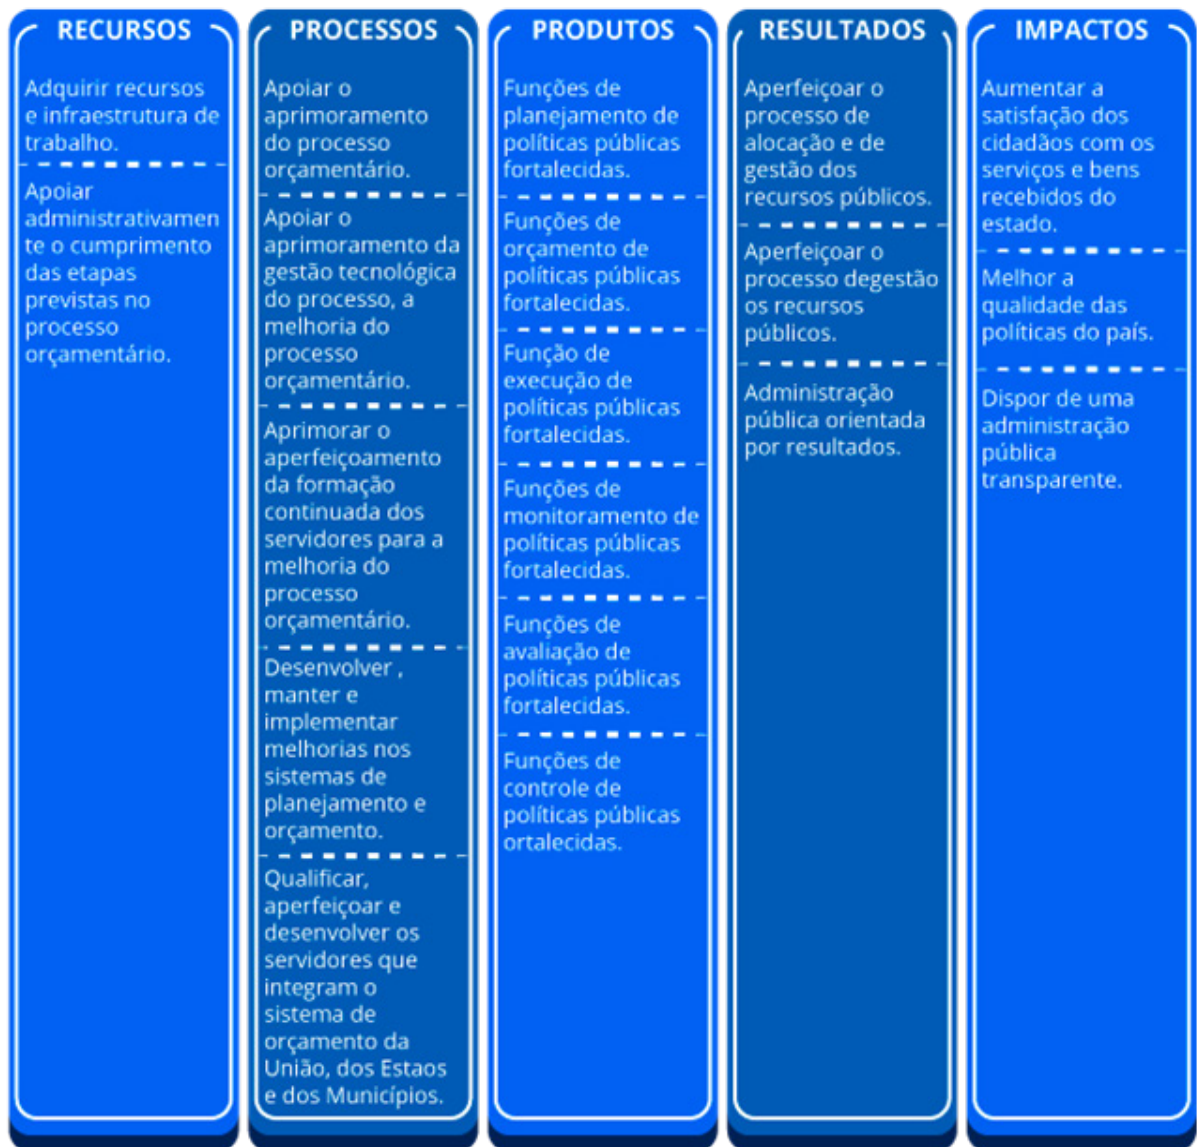 RECURSOS
Adquirir recursos
e infraestrutura de
trabalho.
Apoiar
administrativamen
te o cumprimento
das etapas
previstas no
processo
orçamentário.
PROCESSOS
Apoiar o
aprimoramento
do processo
orçamentário.
Apoiar o
aprimoramento da
gestão tecnológica
do processo, a
melhoria do
processo
orçamentário.
Aprimorar o
aperfeiçoamento
da formação
continuada dos
servidores para a
melhoria do
processo
orçamentário.
Desenvolver ,
manter e
implementar
melhorias nos
sistemas de
planejamento e
orçamento.
Qualificar,
aperfeiçoar e
desenvolver os
servidores que
integram o
sistema de
orçamento da
União, dos Estaos
e dos Municípios.
PRODUTOS
Funções de
planejamento de
políticas públicas
fortalecidas.
Funções de
orçamento de
políticas públicas
fortalecidas.
Função de
execução de
políticas públicas
fortalecidas.
Funções de
monitoramento de
políticas públicas
fortalecidas.
Funções de
avaliação de
políticas públicas
fortalecidas.
Funções de
controle de
políticas públicas
ortalecidas.
RESULTADOS
Aperfeiçoar o
processo de
alocação e de
gestão dos
recursos públicos.
Aperfeiçoar o
processo degestão
os recursos
públicos.
Administração
pública orientada
por resultados.
IMPACTOS
Aumentar a
satisfação dos
cidadãos com os
serviços e bens
recebidos do
estado.
Melhor a
qualidade das
políticas do país.
Dispor de uma
administração
pública
transparente.